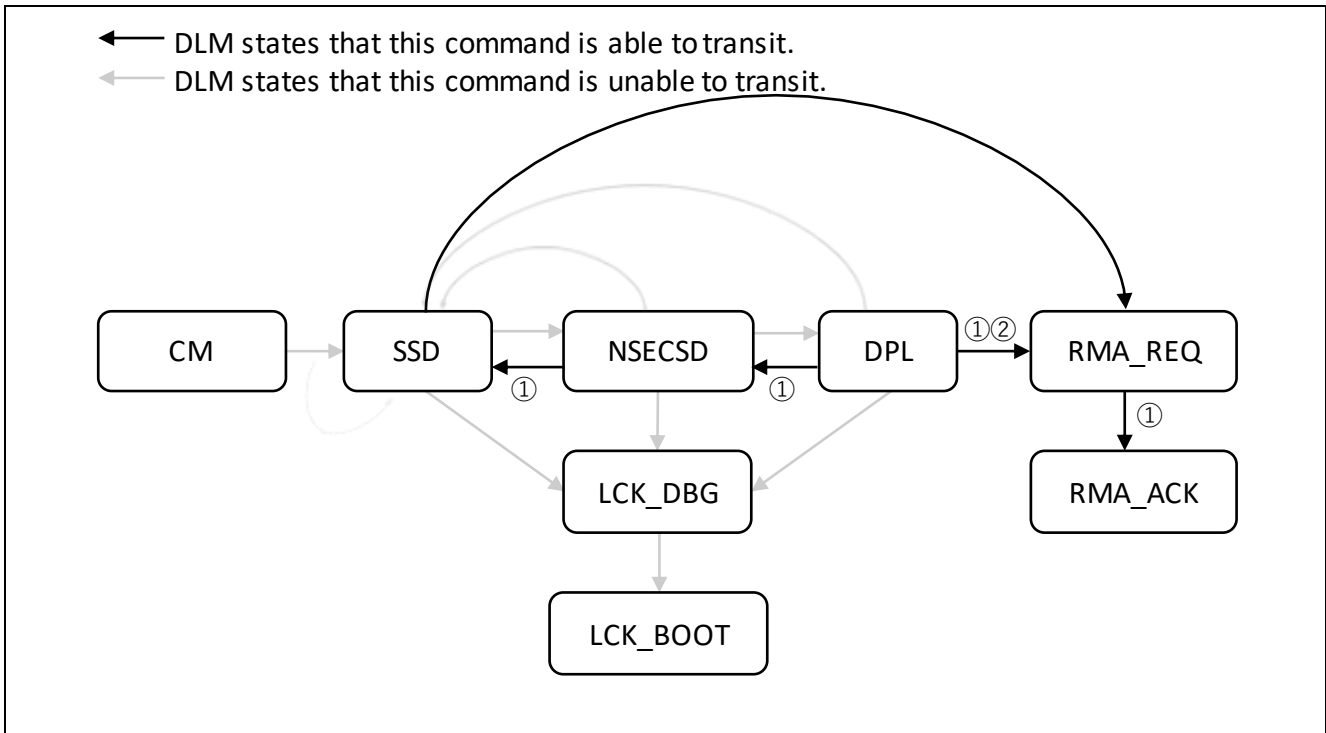 DLM states that this command is able to transit.
DLM states that this command is unable to transit.
CM
SSD
NSECSD
DPL
①②
RMA_REQ
①
①
①
LCK_DBG
RMA_ACK
LCK_BOOT